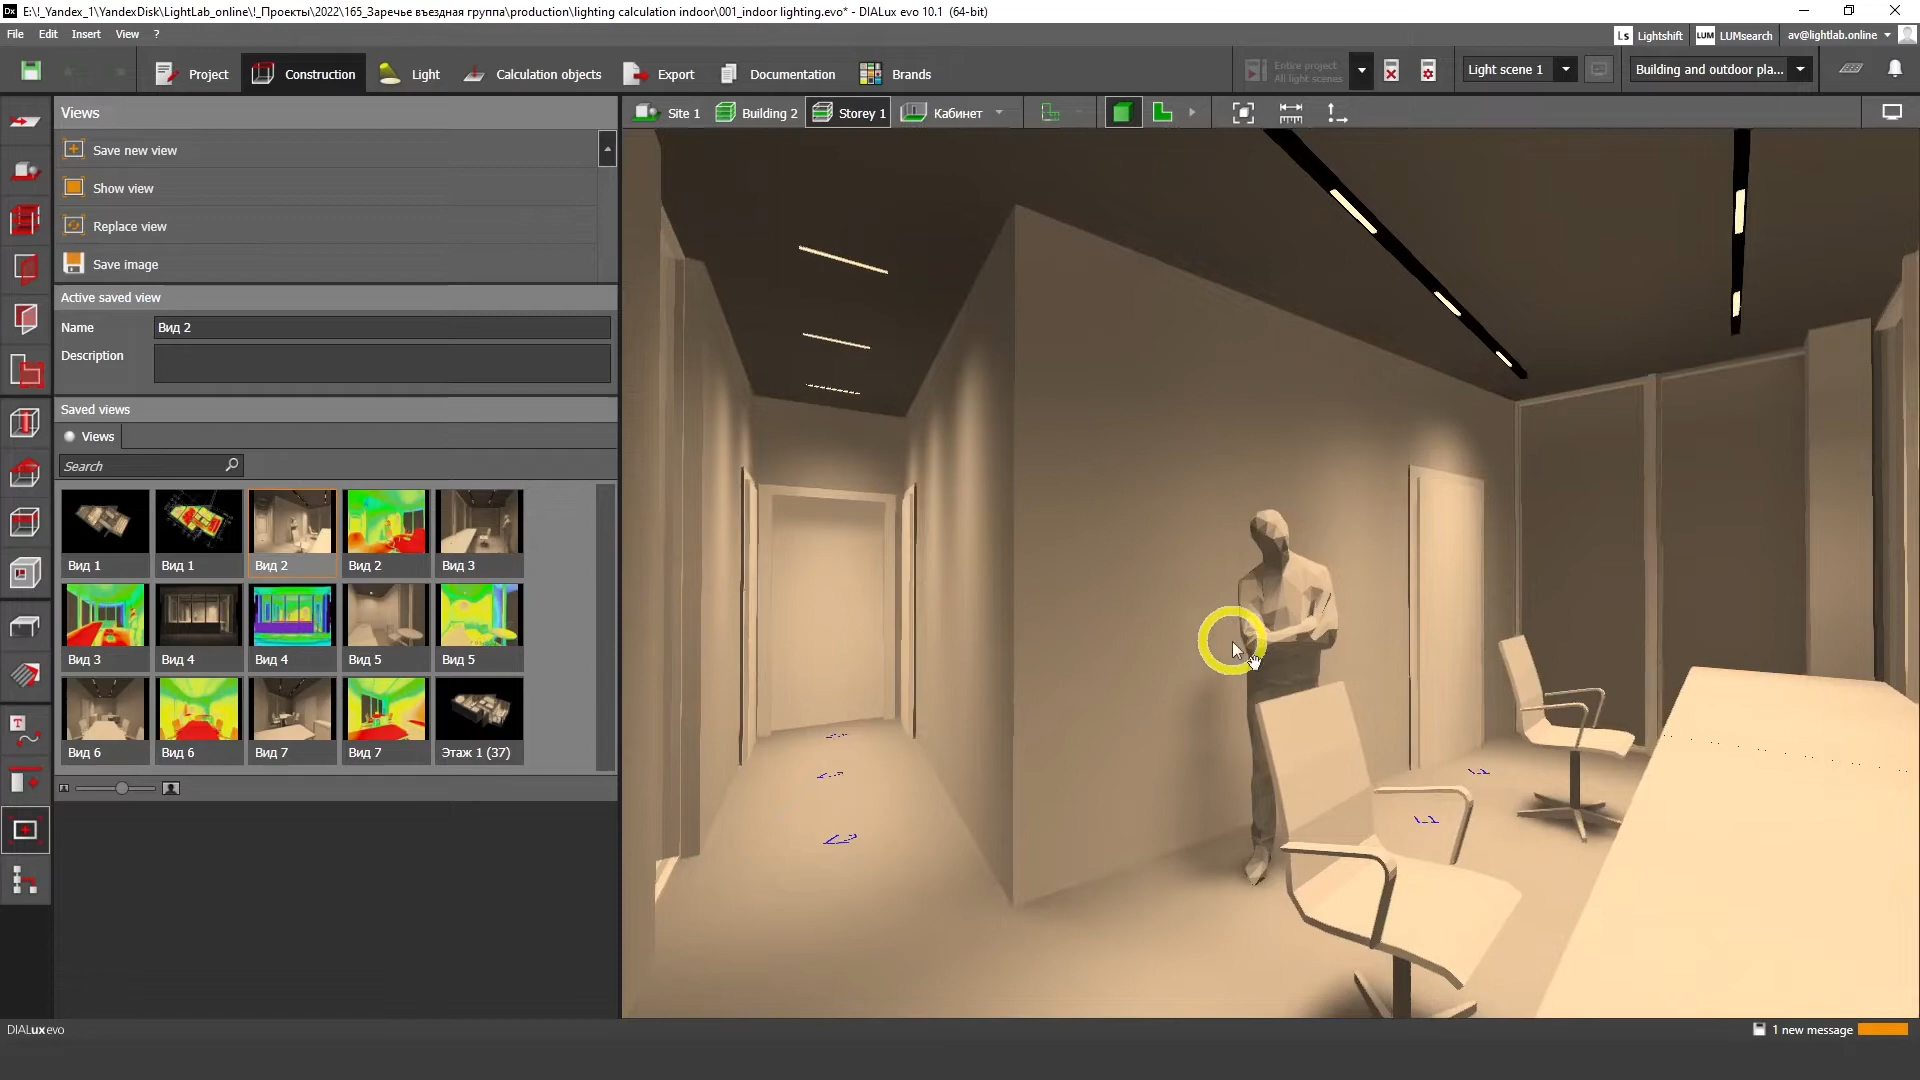 E:\!_Yandex_1\YandexDisk\LightLab_online\!_Проекты\2022\165_Заречье въездная группа\production\lighting calculation indoor\001_indoor lighting.evo* - DIALux evo 10.1 (64-bit)
File Edit Insert View ?
Ls Lightshift LUM LUMsearch av@lightlab.online
Project Construction Light Calculation objects Export Documentation Brands
Entire project
All light scenes
Light scene 1
Building and outdoor pla...
Views
Site 1 Building 2 Storey 1 Кабинет
Save new view
Show view
Replace view
Save image
Active saved view
Name Вид 2
Description
Saved views
Views
Search
Вид 1 Вид 1 Вид 2 Вид 2 Вид 3
Вид 3 Вид 4 Вид 4 Вид 5 Вид 5
Вид 6 Вид 6 Вид 7 Вид 7 Этаж 1 (37)
DIALux evo
1 new message